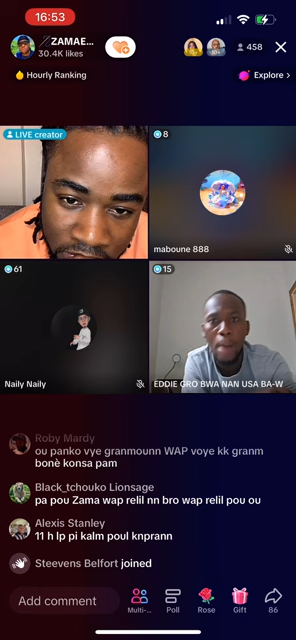 16:53
ZAMAE...
30.4K likes
30+
458
Hourly Ranking
Explore >
LIVE creator
8
maboune 888
61
15
Naily Naily
EDDIE GRO BWA NAN USA BA-W
Roby Mardy
ou panko vye granmounn WAP voye kk granm
bonè konsa pam
Black_tchouko Lionsage
pa pou Zama wap relil nn bro wap relil pou ou
Alexis Stanley
11 h lp pi kalm poul knprann
Steevens Belfort joined
Add comment
Multi-...
Poll
Rose
Gift
86